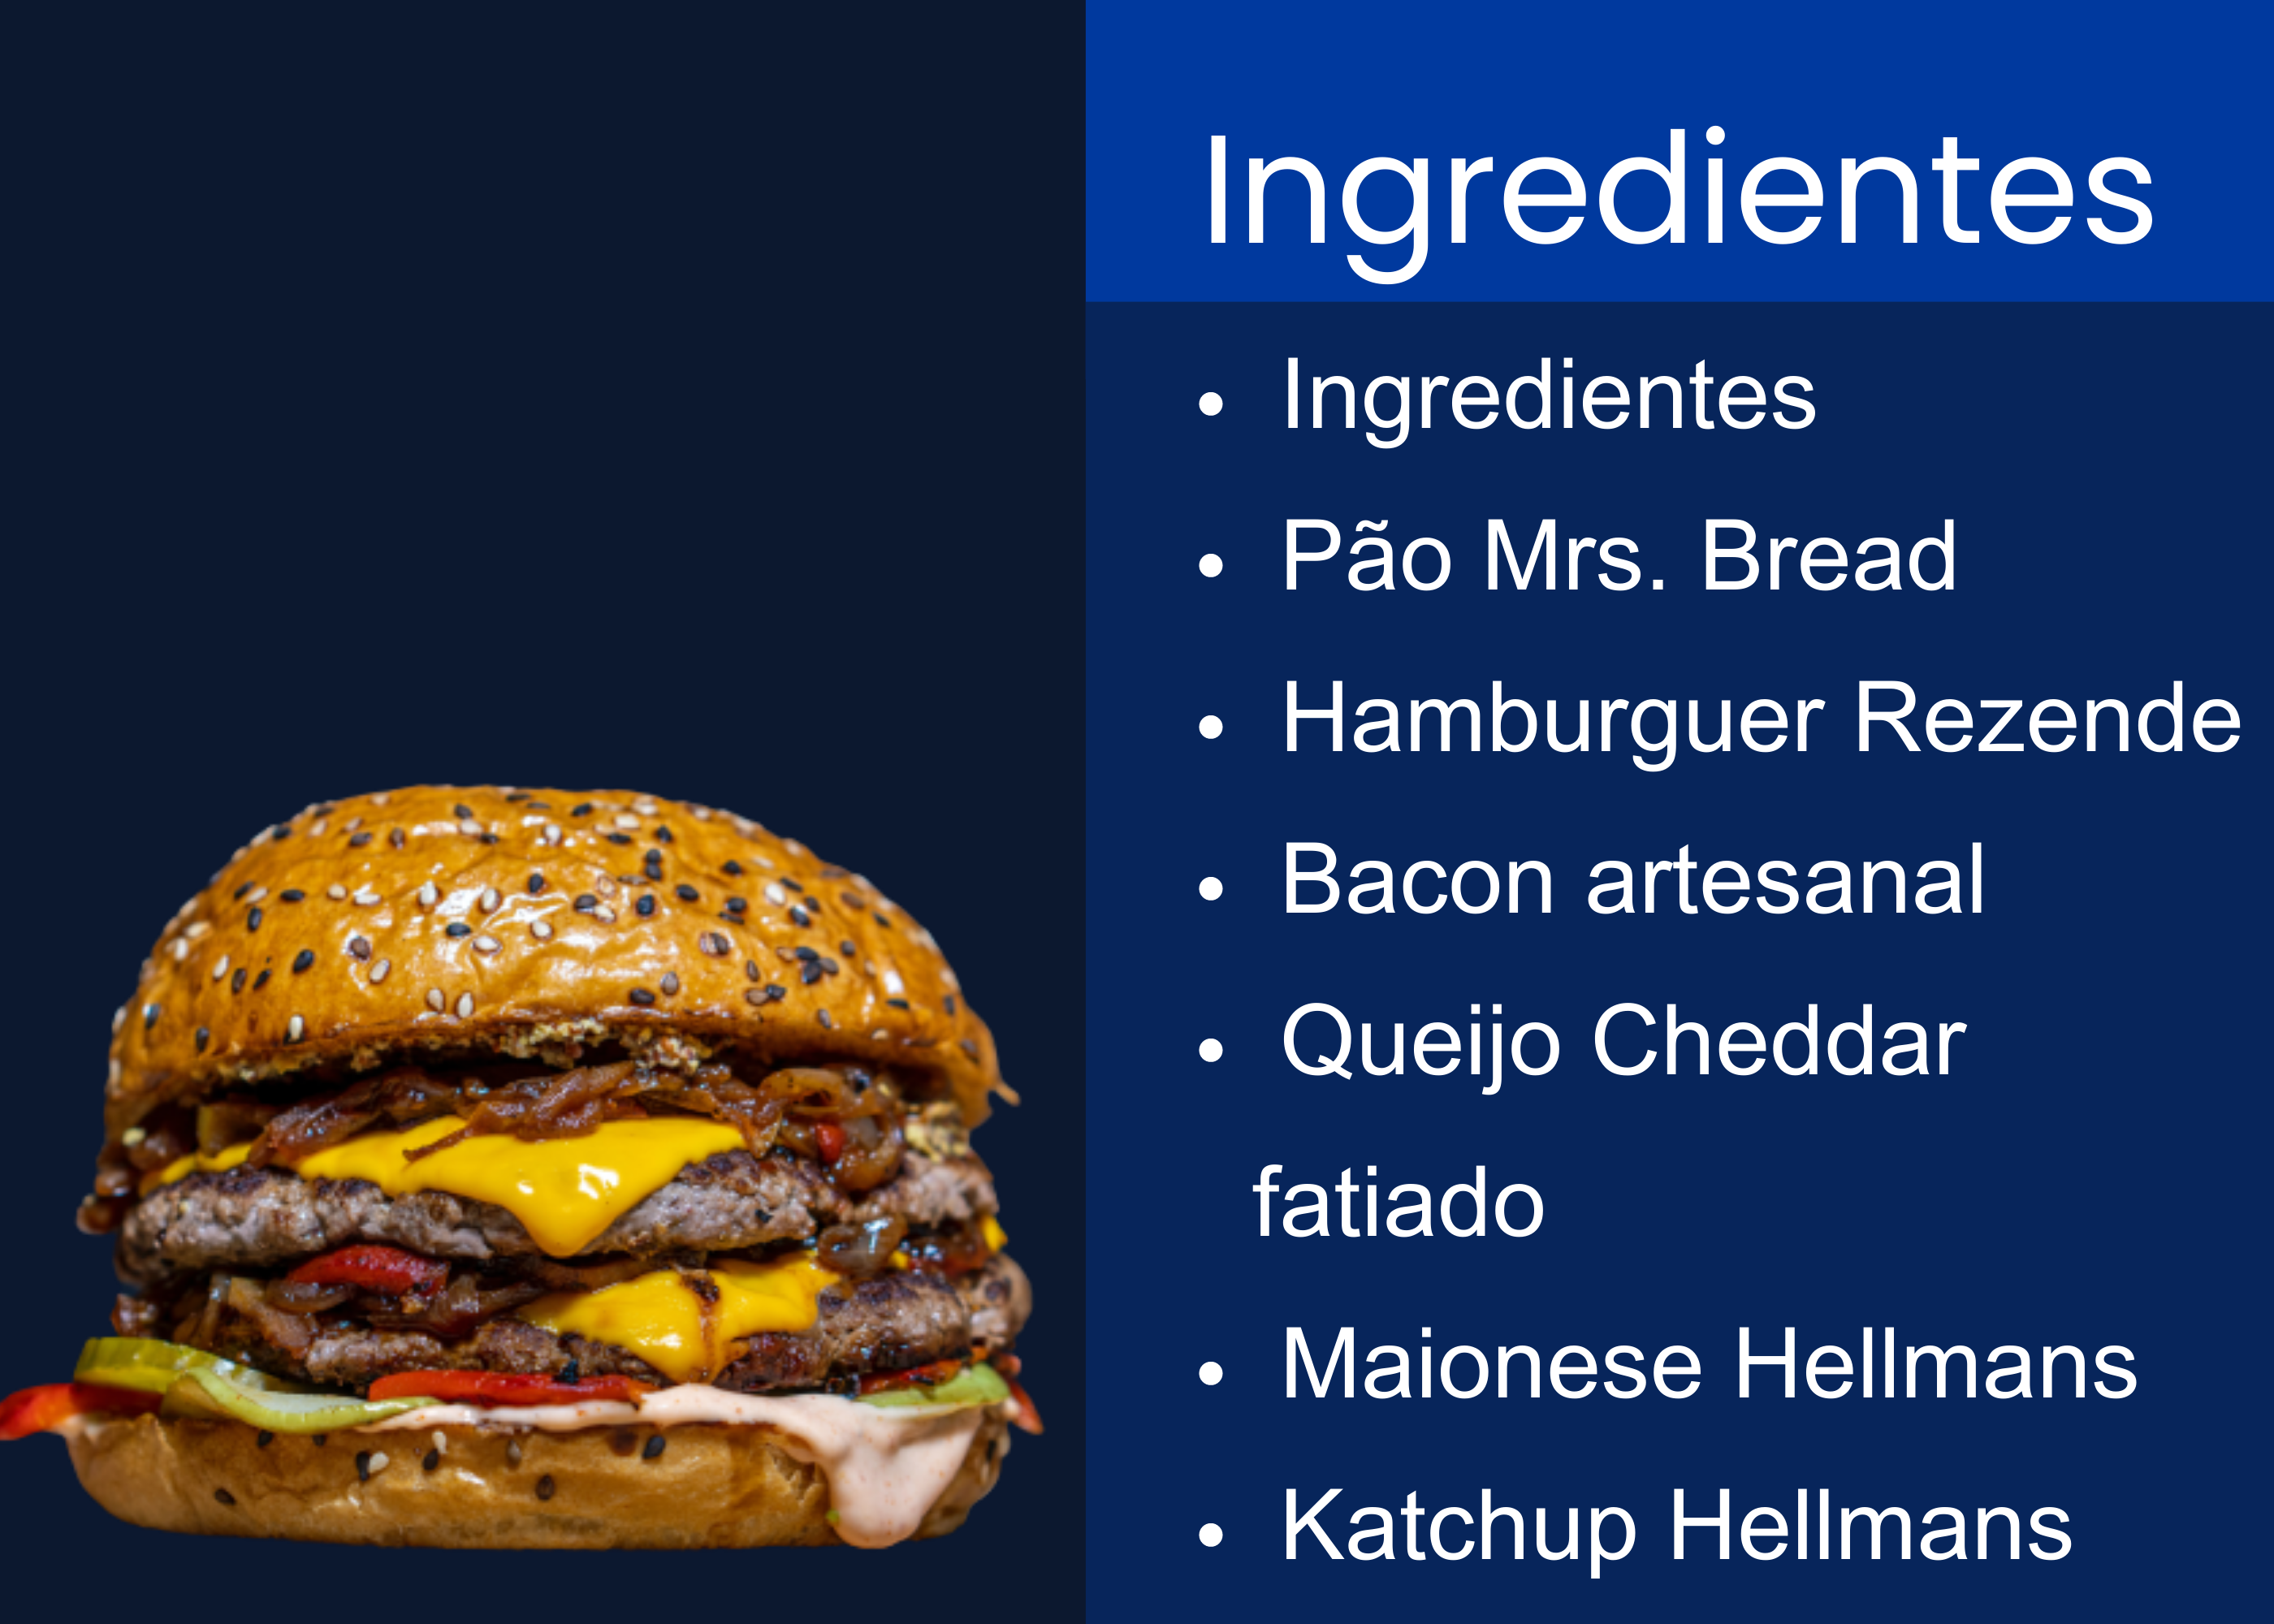 Ingredientes
• Ingredientes
• Pão Mrs. Bread
• Hamburguer Rezende
• Bacon artesanal
• Queijo Cheddar
fatiado
• Maionese Hellmans
• Katchup Hellmans